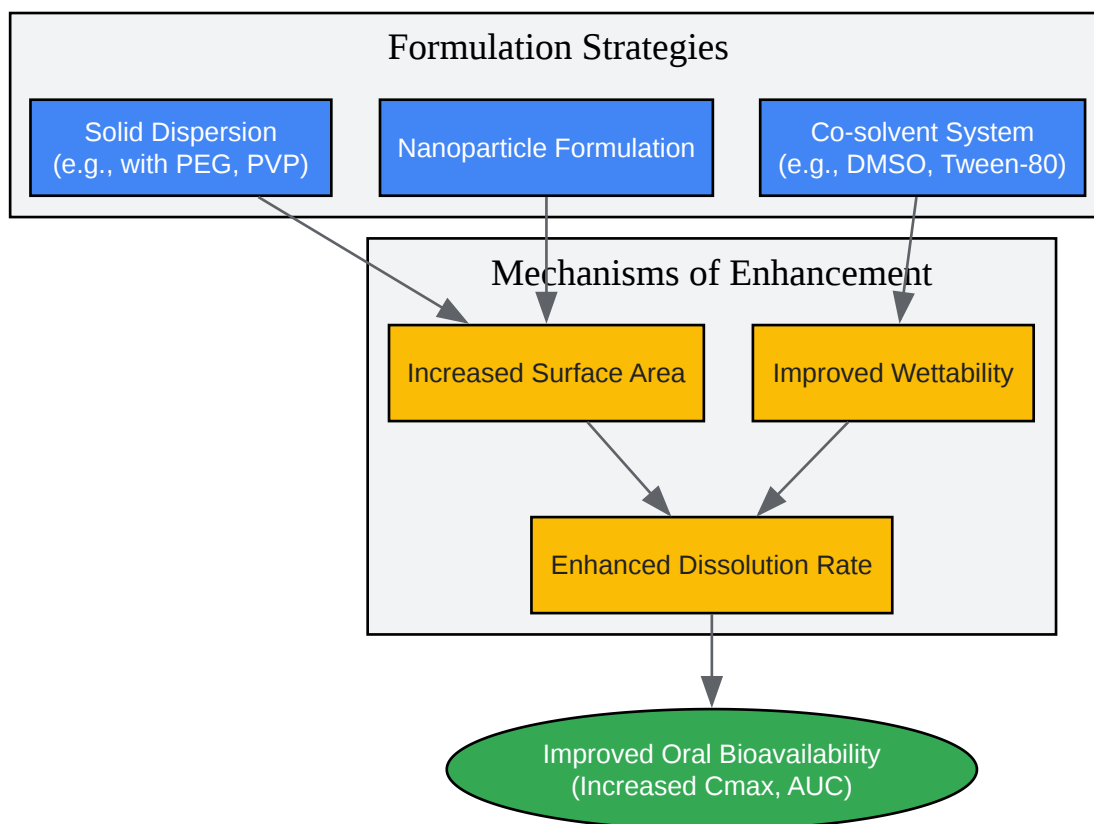 Formulation Strategies
Solid Dispersion
(e.g., with PEG, PVP)
Nanoparticle Formulation
Co-solvent System
(e.g., DMSO, Tween-80)
Mechanisms of Enhancement
Increased Surface Area
Improved Wettability
Enhanced Dissolution Rate
Improved Oral Bioavailability
(Increased Cmax, AUC)